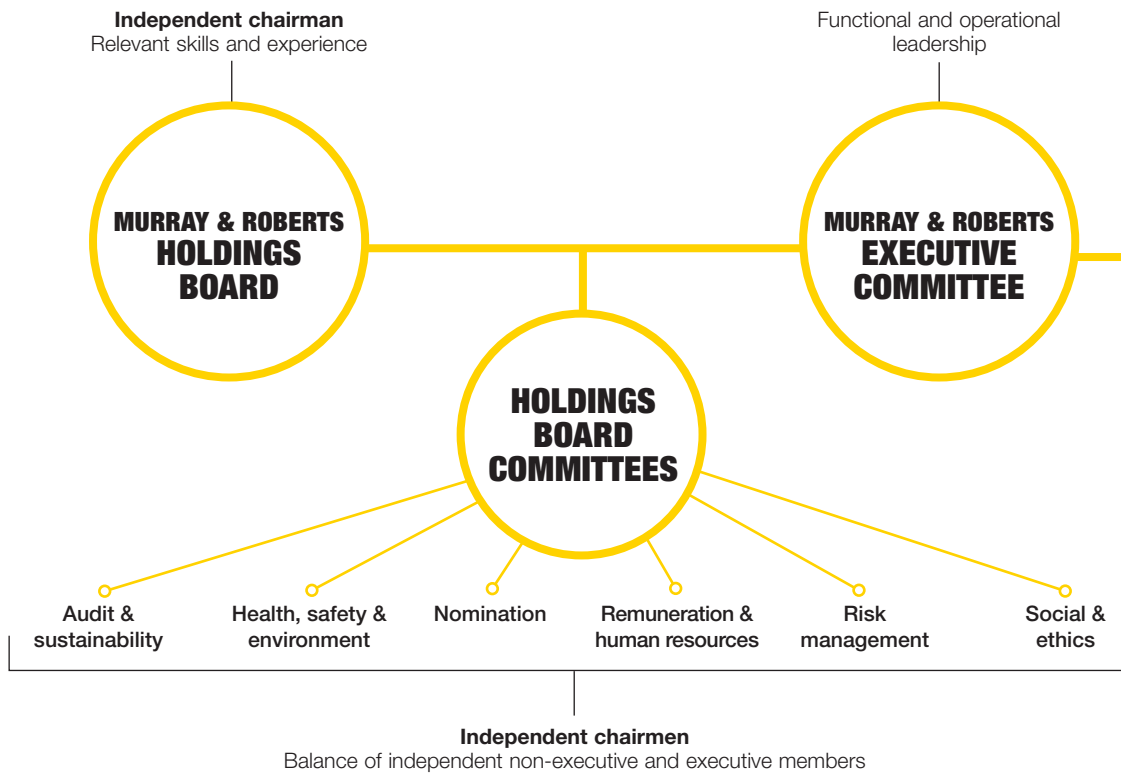 Independent chairman
Relevant skills and experience
Functional and operational
leadership
MURRAY & ROBERTS
HOLDINGS
BOARD
MURRAY & ROBERTS
EXECUTIVE
COMMITTEE
HOLDINGS
BOARD
COMMITTEES
Audit &
sustainability
Health, safety &
environment
Nomination
Remuneration &
human resources
Risk
management
Social &
ethics
Independent chairmen
Balance of independent non-executive and executive members